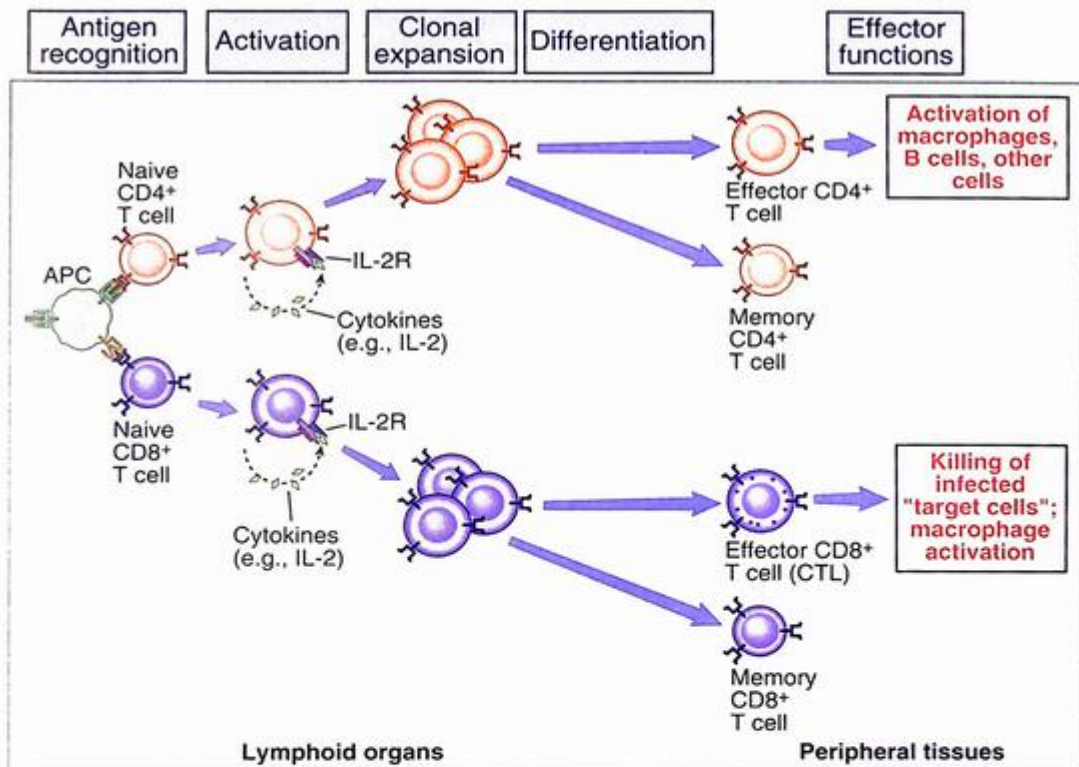 Antigen
recognition
Activation
Clonal
expansion
Differentiation
Effector
functions
Naive
CD4+
T cell
APC
IL-2R
Cytokines
(e.g., IL-2)
Effector CD4+
T cell
Activation of
macrophages,
B cells, other
cells
Memory
CD4+
T cell
Naive
CD8+
T cell
IL-2R
Cytokines
(e.g., IL-2)
Effector CD8+
T cell (CTL)
Killing of
infected
"target cells";
macrophage
activation
Memory
CD8+
T cell
Lymphoid organs
Peripheral tissues